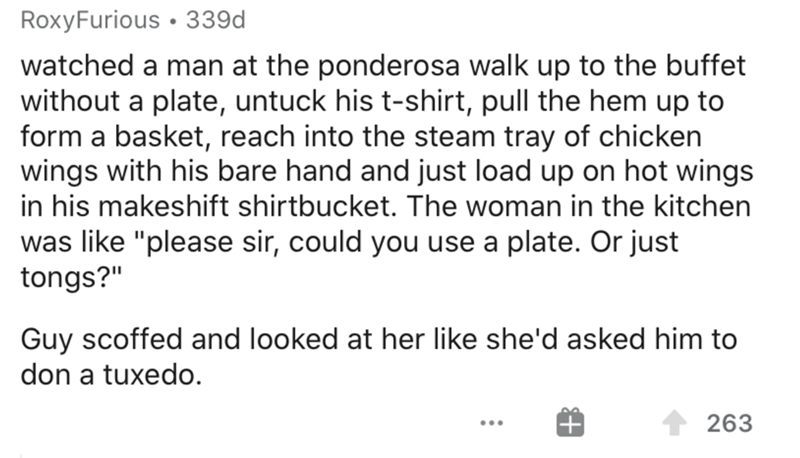 RoxyFurious • 339d
watched a man at the ponderosa walk up to the buffet
without a plate, untuck his t-shirt, pull the hem up to
form a basket, reach into the steam tray of chicken
wings with his bare hand and just load up on hot wings
in his makeshift shirtbucket. The woman in the kitchen
was like "please sir, could you use a plate. Or just
tongs?"
Guy scoffed and looked at her like she'd asked him to
don a tuxedo.
263